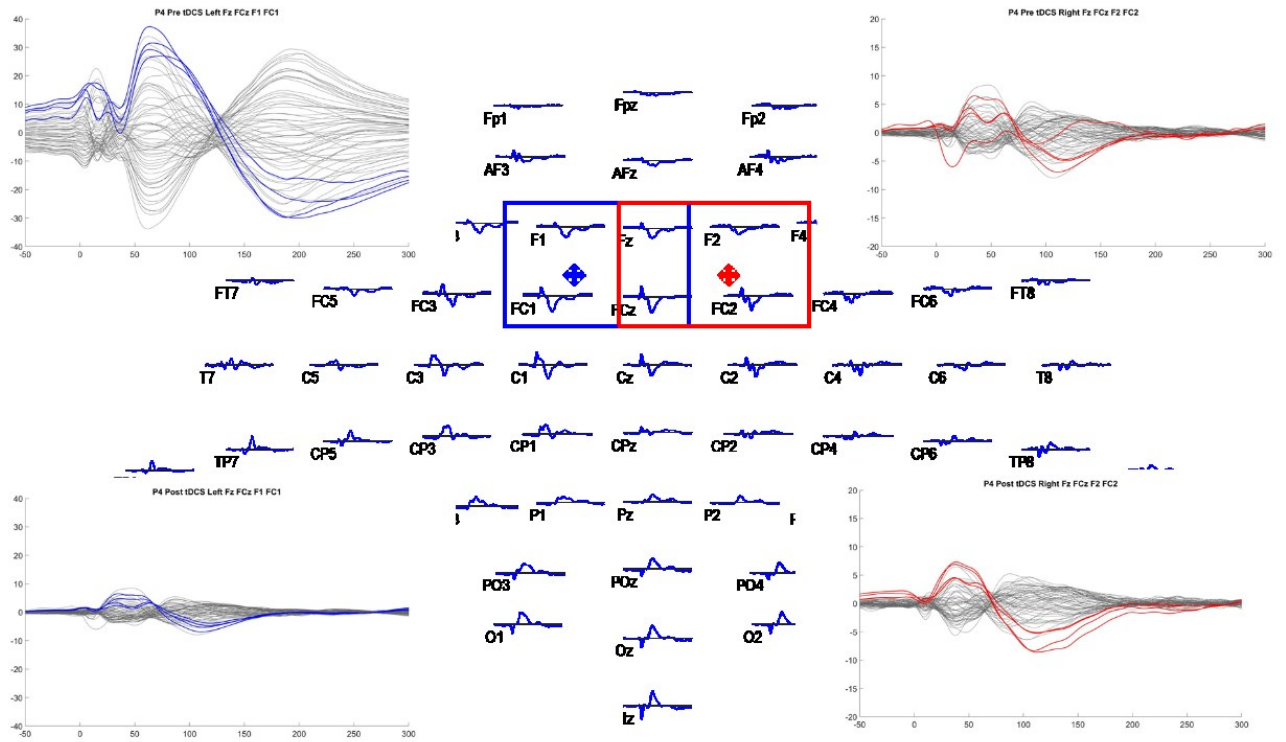 P4 Pre tDCS Left Fz FCz F1 FC1
P4 Pre tDCS Right Fz FCz F2 FC2
40
30
20
10
0
-10
-20
-30
-40
-50 0 50 100 150 200 250 300
20
15
10
5
0
-5
-10
-15
-20
-50 0 50 100 150 200 250 300
Fp1 Fpz Fp2
AF3 AFz AF4
F1 Fz F2 F4
FT7 FC5 FC3 FC1 FCz FC2 FC4 FC6 FT8
T7 C5 C3 C1 Cz C2 C4 C6 T8
TP7 CP5 CP3 CP1 CPz CP2 CP4 CP6 TP8
P1 Pz P2
PO3 POz PO4
O1 Oz O2
Iz
P4 Post tDCS Left Fz FCz F1 FC1
P4 Post tDCS Right Fz FCz F2 FC2
40
30
20
10
0
-10
-20
-30
-40
-50 0 50 100 150 200 250 300
20
15
10
5
0
-5
-10
-15
-20
-50 0 50 100 150 200 250 300